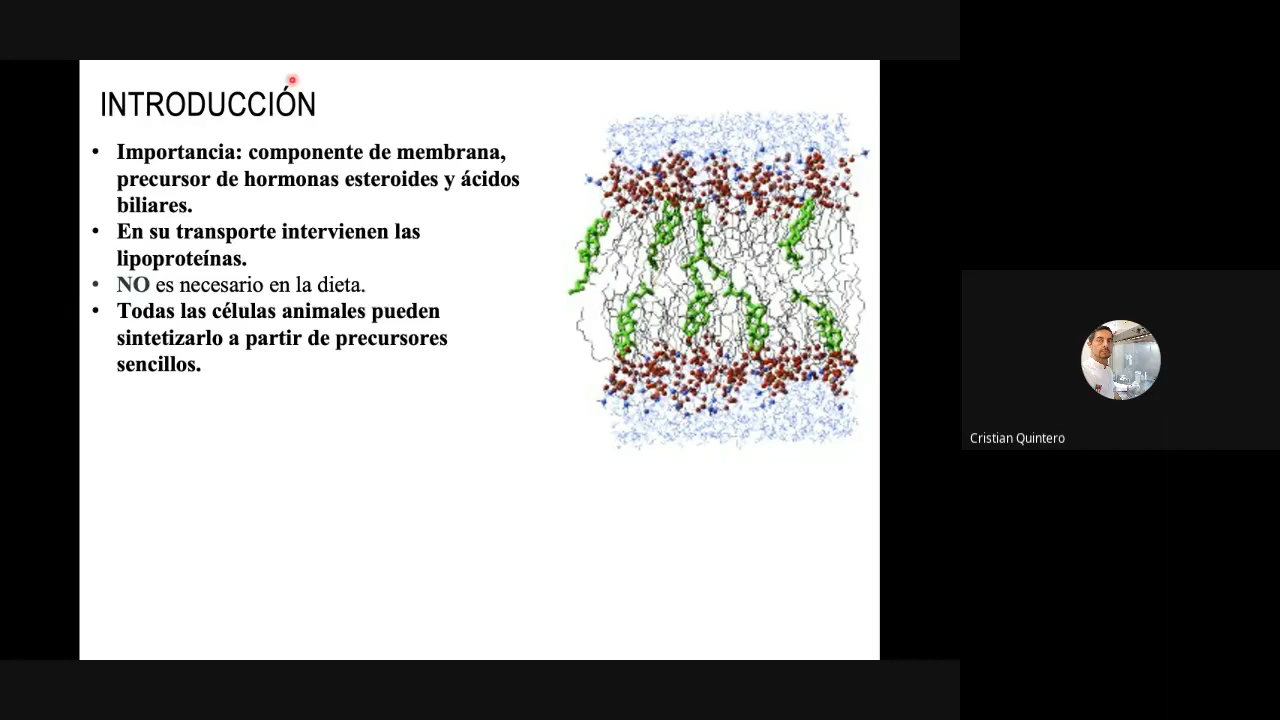 INTRODUCCIÓN
• Importancia: componente de membrana,
precursor de hormonas esteroides y ácidos
biliares.
• En su transporte intervienen las
lipoproteínas.
• NO es necesario en la dieta.
• Todas las células animales pueden
sintetizarlo a partir de precursores
sencillos.
Cristian Quintero